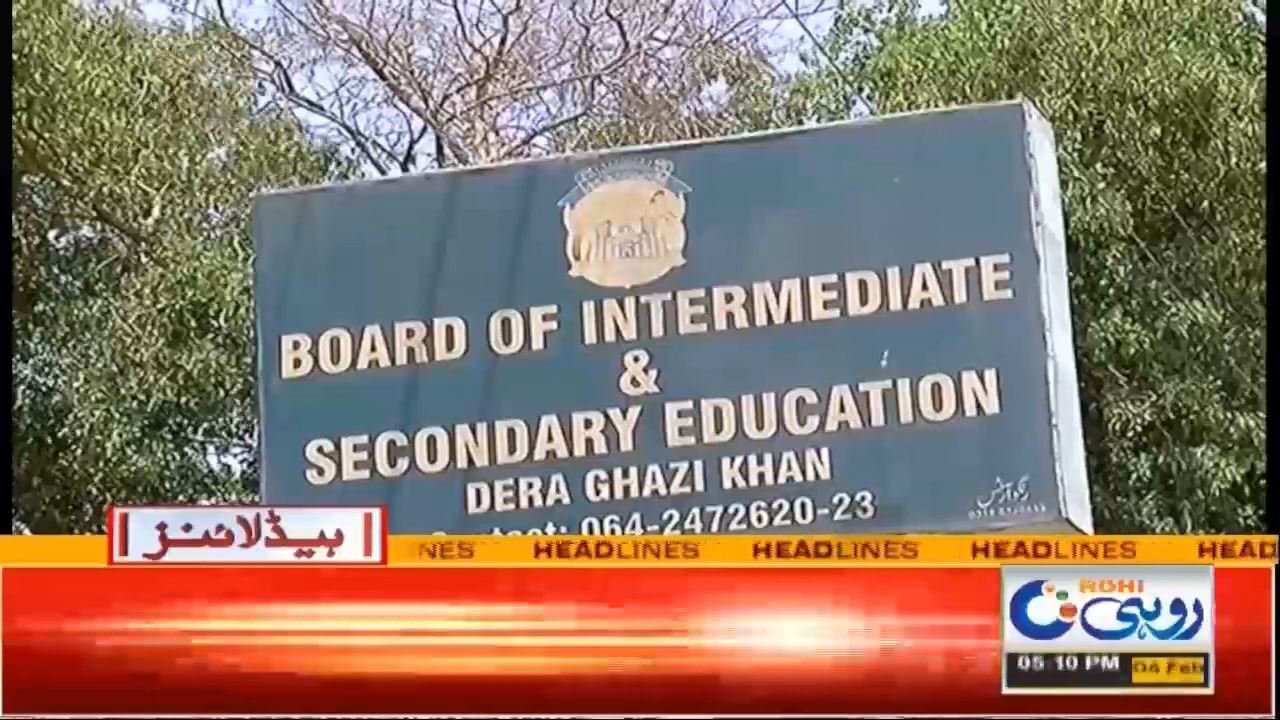 BOARD OF INTERMEDIATE
&
SECONDARY EDUCATION
DERA GHAZI KHAN
064-2472620-23
ہیڈلائنز
NES HEADLINES HEADLINES HEADLINES HEAD
ROHI
روہی
05:10 PM 04 Feb